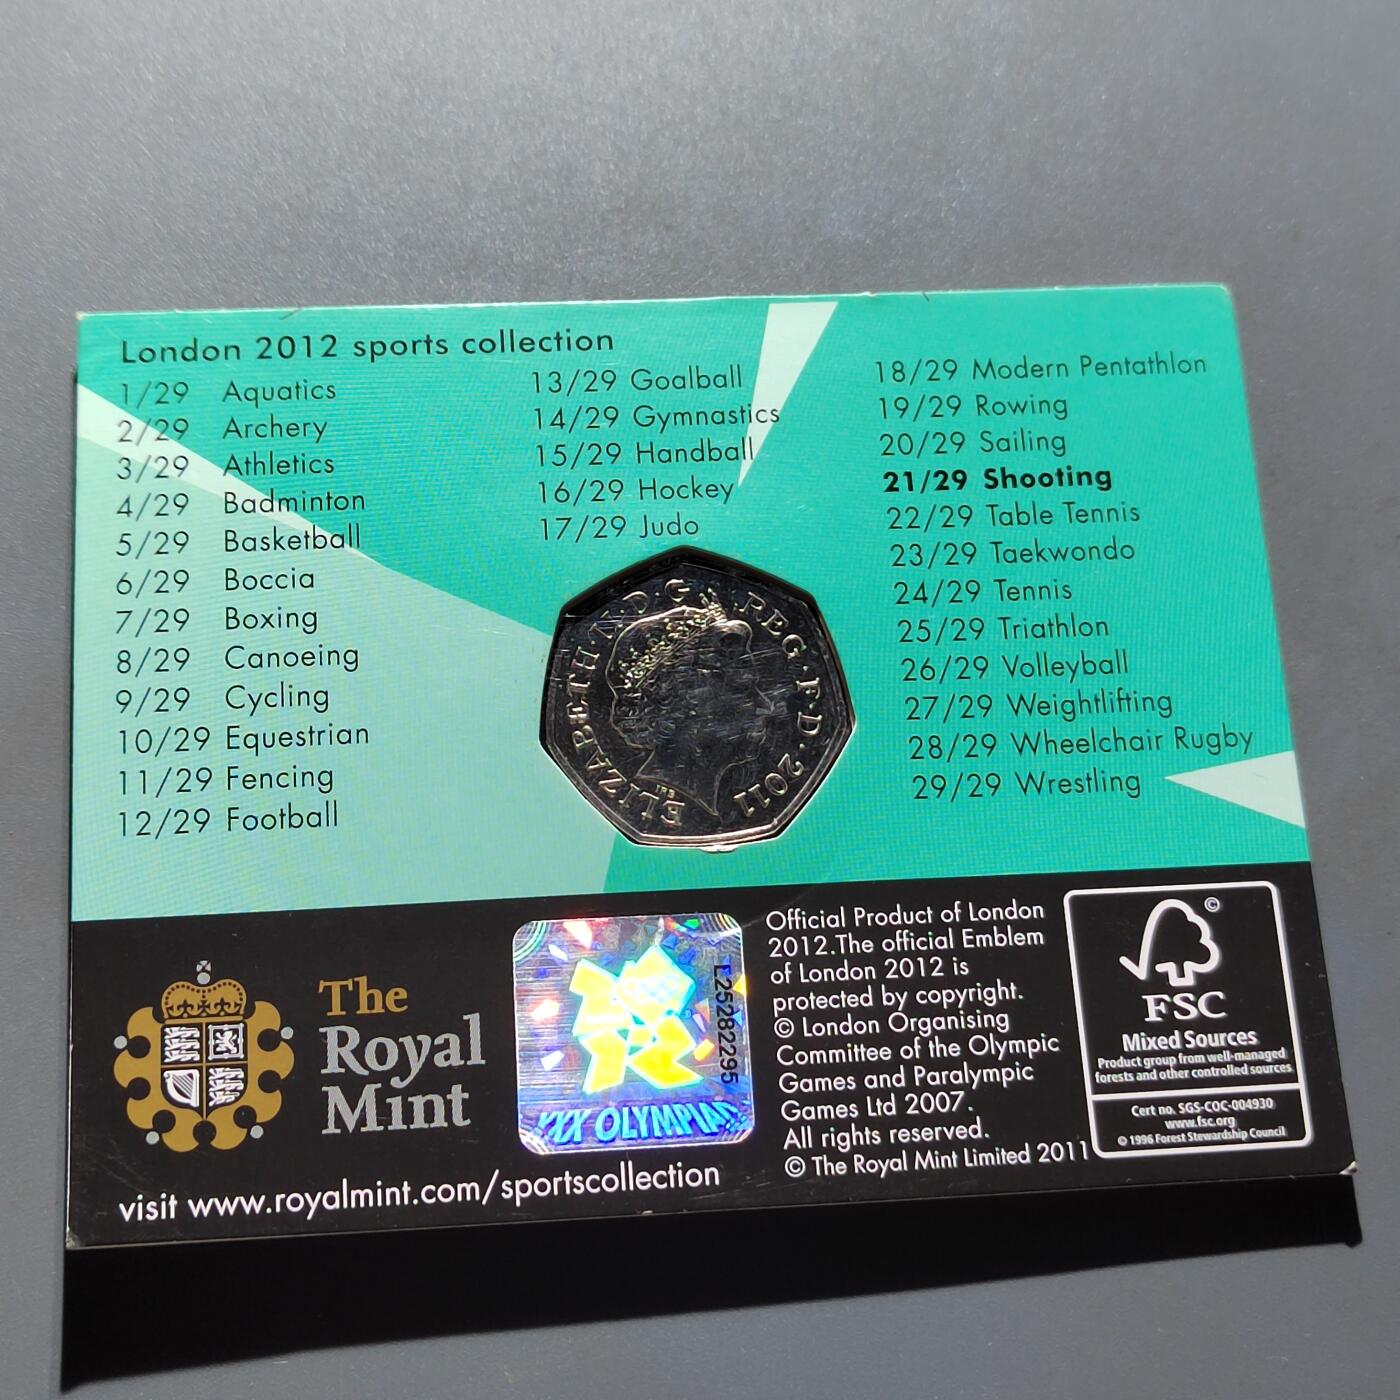 London 2012 sports collection
1/29 Aquatics
2/29 Archery
3/29 Athletics
4/29 Badminton
5/29 Basketball
6/29 Boccia
7/29 Boxing
8/29 Canoeing
9/29 Cycling
10/29 Equestrian
11/29 Fencing
12/29 Football
13/29 Goalball
14/29 Gymnastics
15/29 Handball
16/29 Hockey
17/29 Judo
18/29 Modern Pentathlon
19/29 Rowing
20/29 Sailing
21/29 Shooting
22/29 Table Tennis
23/29 Taekwondo
24/29 Tennis
25/29 Triathlon
26/29 Volleyball
27/29 Weightlifting
28/29 Wheelchair Rugby
29/29 Wrestling
ELIZABETH II D G REG·F·D·2011
IRB
The
Royal
Mint
visit www.royalmint.com/sportscollection
L25282295
XXX OLYMPIAD
Official Product of London
2012.The official Emblem
of London 2012 is
protected by copyright.
© London Organising
Committee of the Olympic
Games and Paralympic
Games Ltd 2007.
All rights reserved.
© The Royal Mint Limited 2011
©
FSC
Mixed Sources
Product group from well-managed
forests and other controlled sources
Cert no. SGS-COC-004930
www.fsc.org
© 1996 Forest Stewardship Council